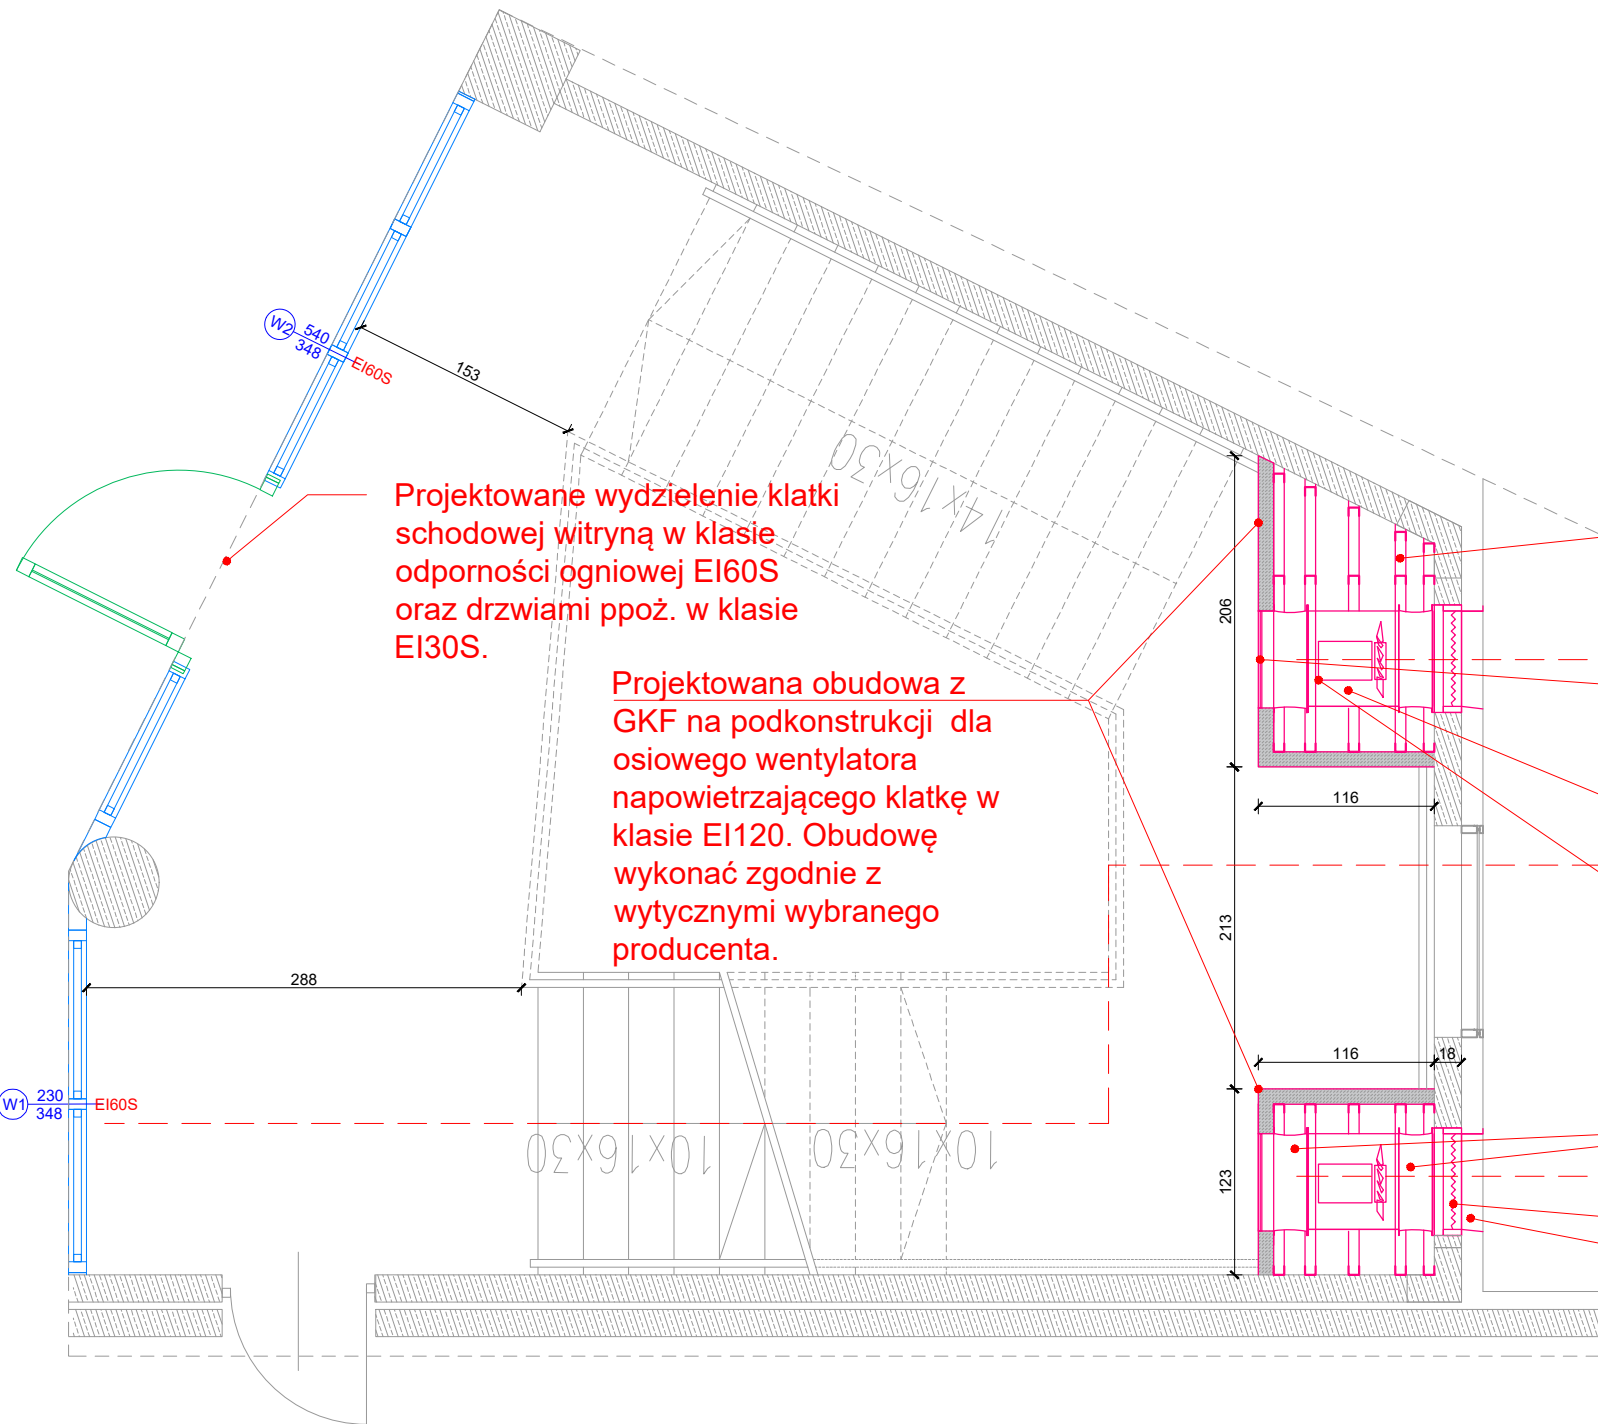 W2
540
348
EI60S
153
Projektowane wydzielenie klatki
schodowej witryną w klasie
odporności ogniowej EI60S
oraz drzwiami ppoż. w klasie
EI30S.
14x16x30
Projektowana obudowa z
GKF na podkonstrukcji dla
osiowego wentylatora
napowietrzającego klatkę w
klasie EI120. Obudowę
wykonać zgodnie z
wytycznymi wybranego
producenta.
206
116
213
288
116
18
W1
230
348
EI60S
10x16x30
10x16x30
123